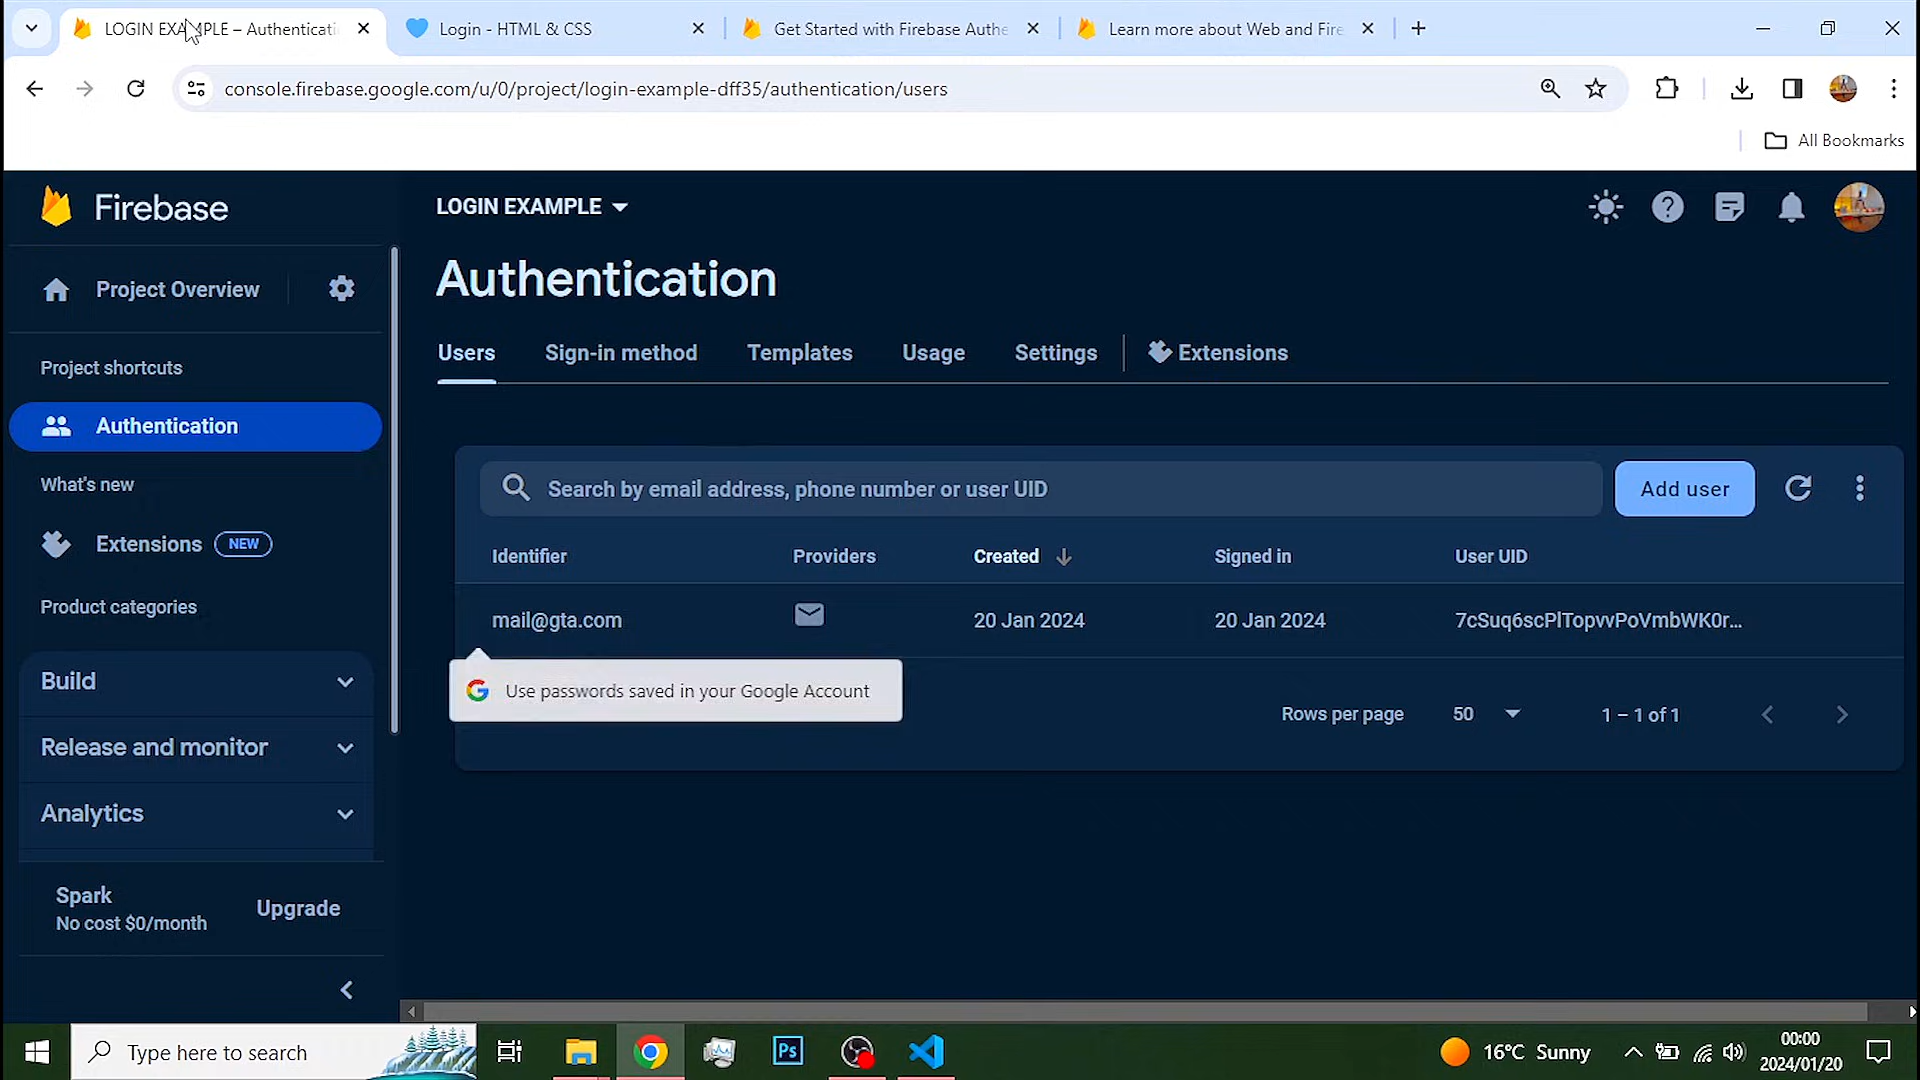 LOGIN EXAMPLE – Authenticati
Login - HTML & CSS
Get Started with Firebase Authe
Learn more about Web and Fire
console.firebase.google.com/u/0/project/login-example-dff35/authentication/users
All Bookmarks
Firebase
LOGIN EXAMPLE
Project Overview
Authentication
Users
Sign-in method
Templates
Usage
Settings
Extensions
Project shortcuts
Authentication
What's new
Extensions
NEW
Product categories
Build
Release and monitor
Analytics
Spark
No cost $0/month
Upgrade
Search by email address, phone number or user UID
Add user
Identifier
Providers
Created
Signed in
User UID
mail@gta.com
20 Jan 2024
20 Jan 2024
7cSuq6scPlTopvvPoVmbWK0r...
Use passwords saved in your Google Account
Rows per page
50
1 – 1 of 1
Type here to search
Ps
16°C Sunny
00:00
2024/01/20